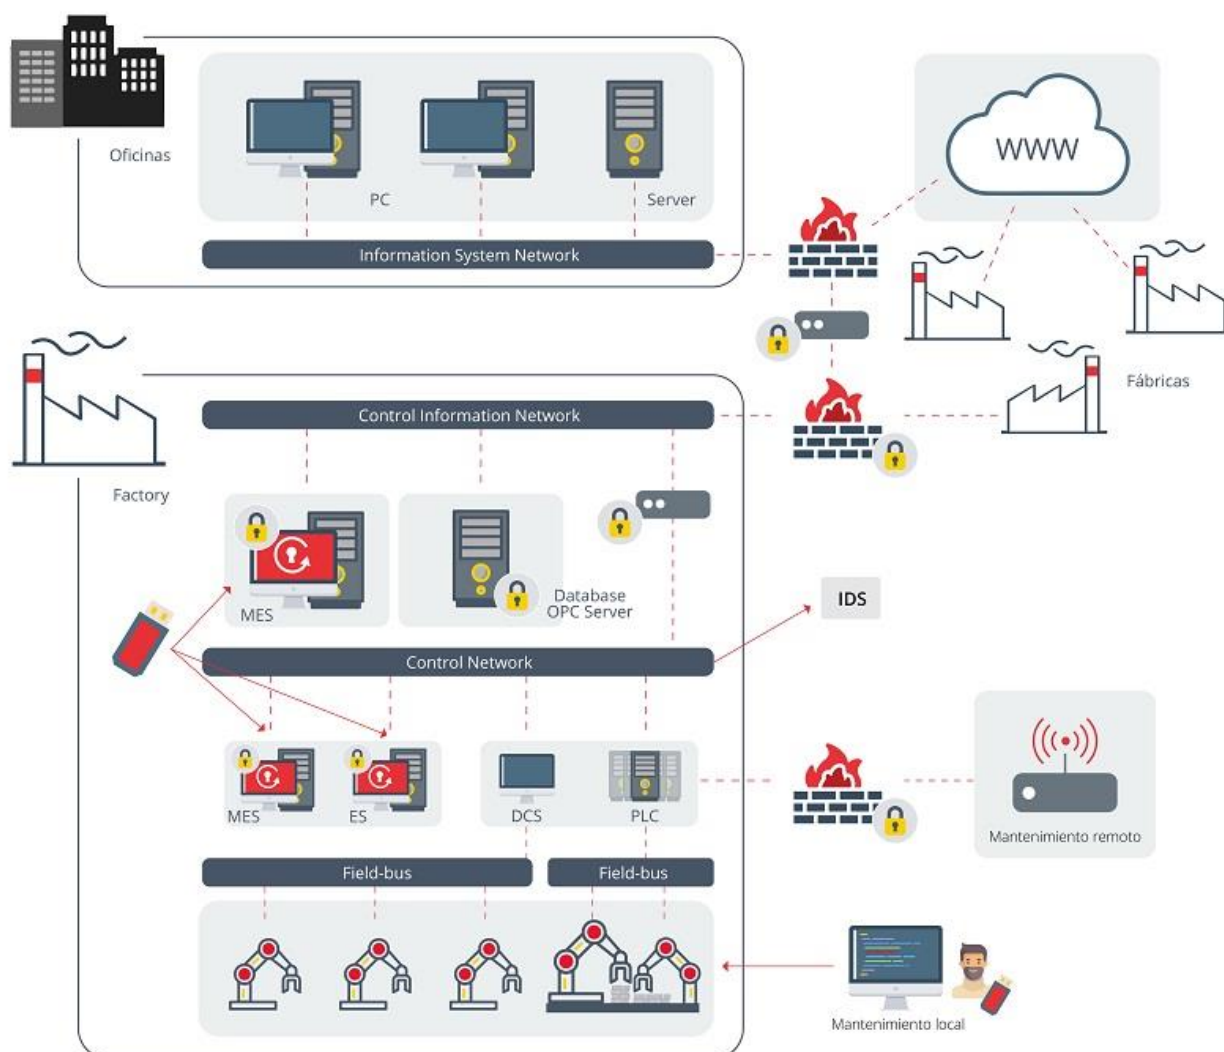 Oficinas
PC
Server
Information System Network
WWW
Fábricas
Control Information Network
Factory
MES
Database
OPC Server
IDS
Control Network
MES
ES
DCS
PLC
Mantenimiento remoto
Field-bus
Field-bus
Mantenimiento local